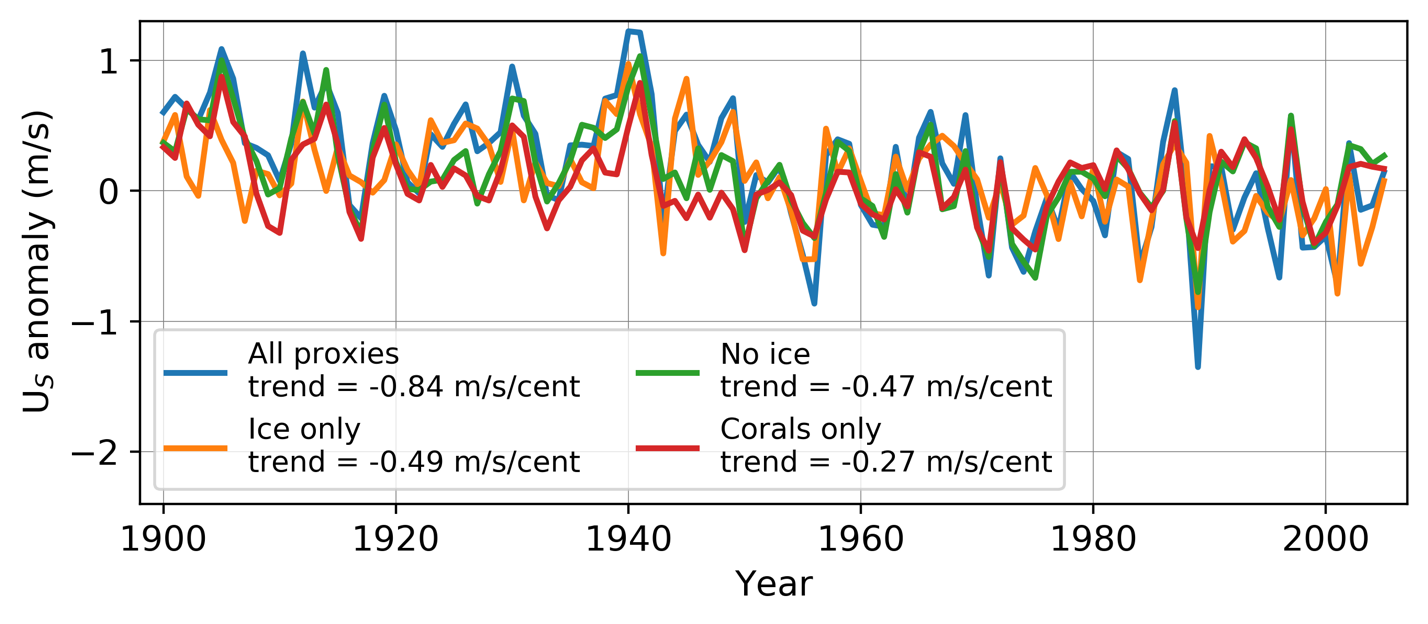 U_S anomaly (m/s)
1
0
−1
−2
All proxies
trend = -0.84 m/s/cent
Ice only
trend = -0.49 m/s/cent
No ice
trend = -0.47 m/s/cent
Corals only
trend = -0.27 m/s/cent
1900 1920 1940 1960 1980 2000
Year